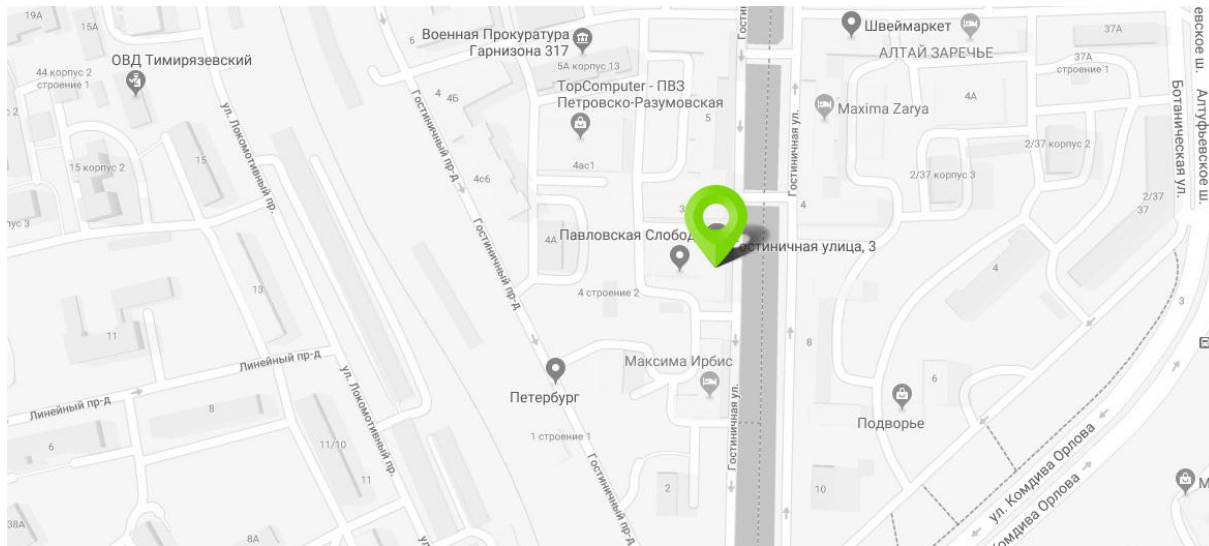 19А
6
Военная Прокуратура
Гарнизона 317
Швеймаркет
АЛТАЙ ЗАРЕЧЬЕ
37А
евское ш.
Алтуфьевское ш.
ОВД Тимирязевский
44 корпус 2
строение 1
5А корпус 13
37А
строение 1
4
4Б
TopComputer - ПВЗ
Петровско-Разумовская
5
Maxima Zarya
4А
Ботаническая ул.
ул. Локомотивный пр.
Гостиничный пр-д
Гостиничная ул.
15
15 корпус 2
4ас1
4с6
2/37 корпус 2
2/37 корпус 3
2/37
37
4
4А
Павловская Слобод
Гостиничная улица, 3
Гостиничный пр-д
4 строение 2
4
13
11
3
8
Линейный пр-д
Линейный пр-д
Максима Ирбис
6
Петербург
Подворье
8
6
ул. Локомотивный пр.
11/10
11
1 строение 1
Гостиничный пр-д
Гостиничная ул.
2
10
ул. Комдива Орлова
Комдива Орлова
38А
8А